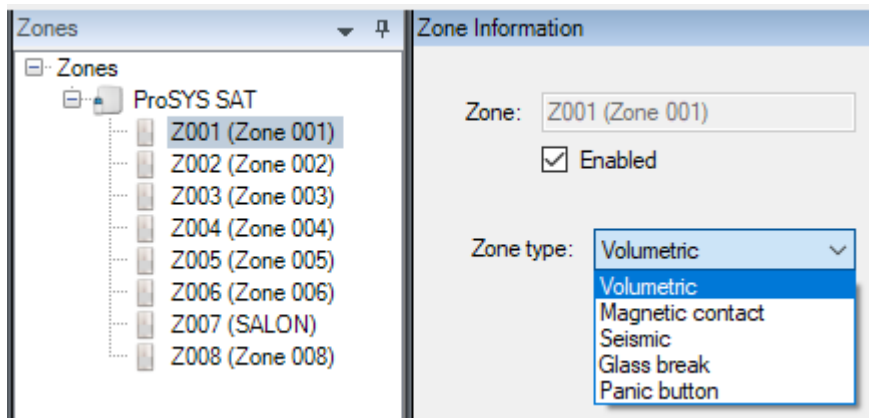 Zones
Zones
ProSYS SAT
Z001 (Zone 001)
Z002 (Zone 002)
Z003 (Zone 003)
Z004 (Zone 004)
Z005 (Zone 005)
Z006 (Zone 006)
Z007 (SALON)
Z008 (Zone 008)
Zone Information
Zone: Z001 (Zone 001)
Enabled
Zone type: Volumetric
Volumetric
Magnetic contact
Seismic
Glass break
Panic button